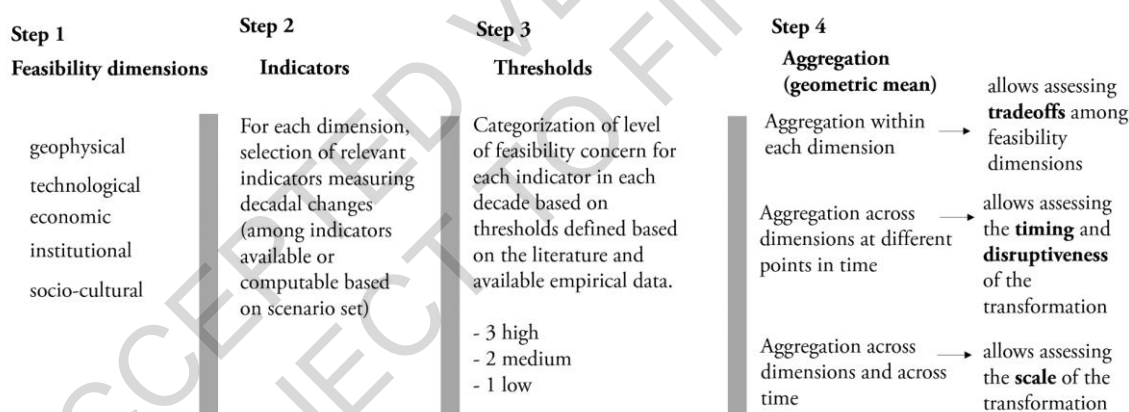 Step 1
Feasibility dimensions
geophysical
technological
economic
institutional
socio-cultural
Step 2
Indicators
For each dimension,
selection of relevant
indicators measuring
decadal changes
(among indicators
available or
computable based
on scenario set)
Step 3
Thresholds
Categorization of level
of feasibility concern for
each indicator in each
decade based on
thresholds defined based
on the literature and
available empirical data.
- 3 high
- 2 medium
- 1 low
Step 4
Aggregation
(geometric mean)
Aggregation within
each dimension
allows assessing
tradeoffs among
feasibility
dimensions
Aggregation across
dimensions at different
points in time
allows assessing
the timing and
disruptiveness
of the
transformation
Aggregation across
dimensions and across
time
allows assessing
the scale of the
transformation